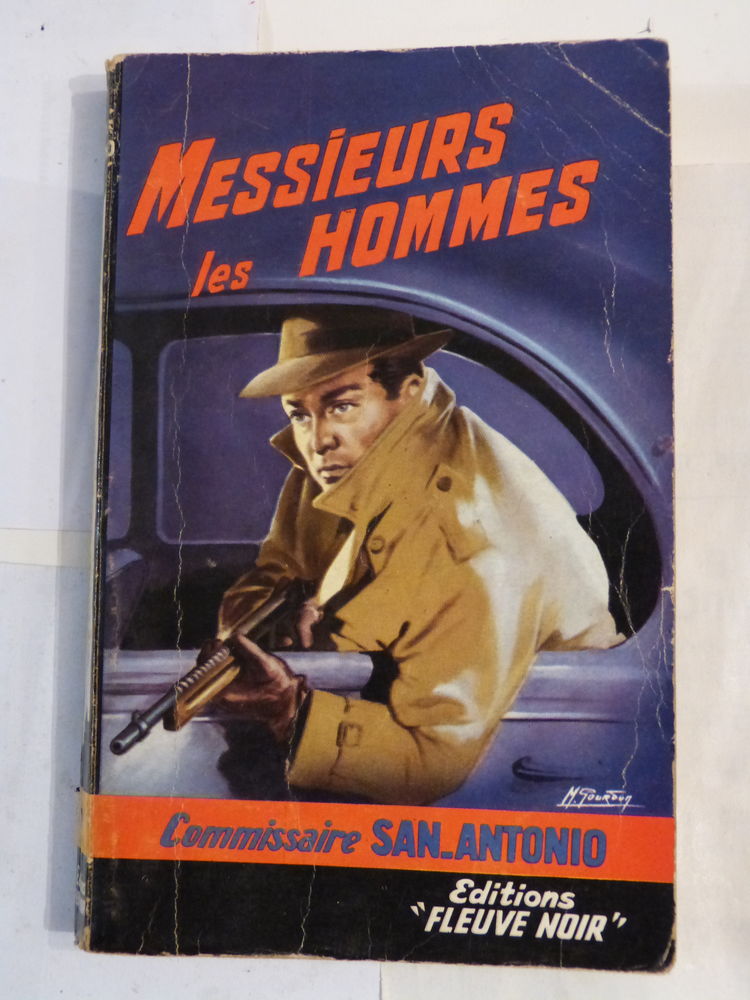 MESSIEURS
les HOMMES
M. Gourdon
Commissaire SAN-ANTONIO
Editions
"FLEUVE NOIR"